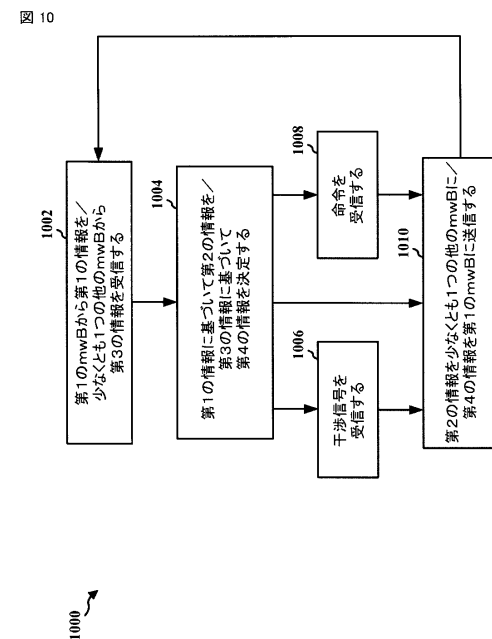 図 10
1000
1002
第1のmwBから第1の情報を/
少なくとも1つの他のmwBから
第3の情報を受信する
1004
第1の情報に基づいて第2の情報を/
第3の情報に基づいて
第4の情報を決定する
1006
干渉信号を
受信する
1008
命令を
受信する
1010
第2の情報を少なくとも1つの他のmwBに/
第4の情報を第1のmwBに送信する